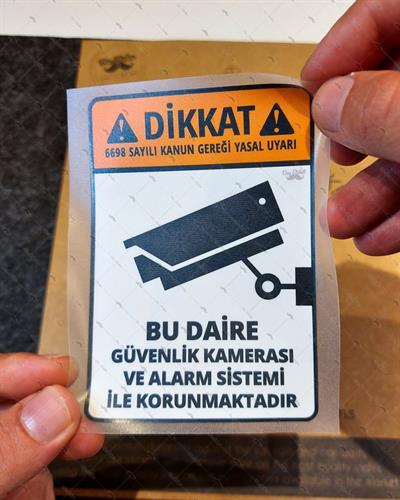 DİKKAT
6698 SAYILI KANUN GEREĞİ YASAL UYARI
BU DAİRE
GÜVENLİK KAMERASI
VE ALARM SİSTEMİ
İLE KORUNMAKTADIR